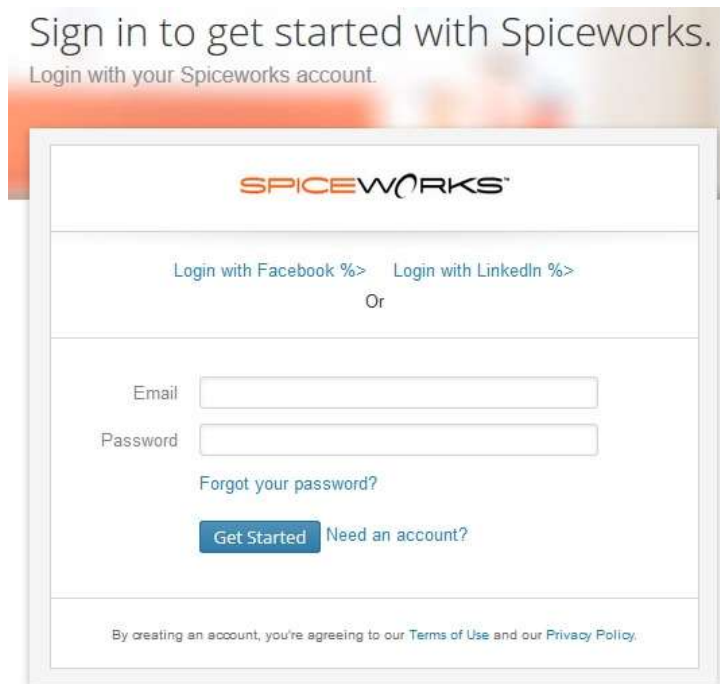 Sign in to get started with Spiceworks.
Login with your Spiceworks account.
SPICEWORKS™
Login with Facebook %> Login with LinkedIn %>
Or
Email
Password
Forgot your password?
Get Started Need an account?
By creating an account, you're agreeing to our Terms of Use and our Privacy Policy.